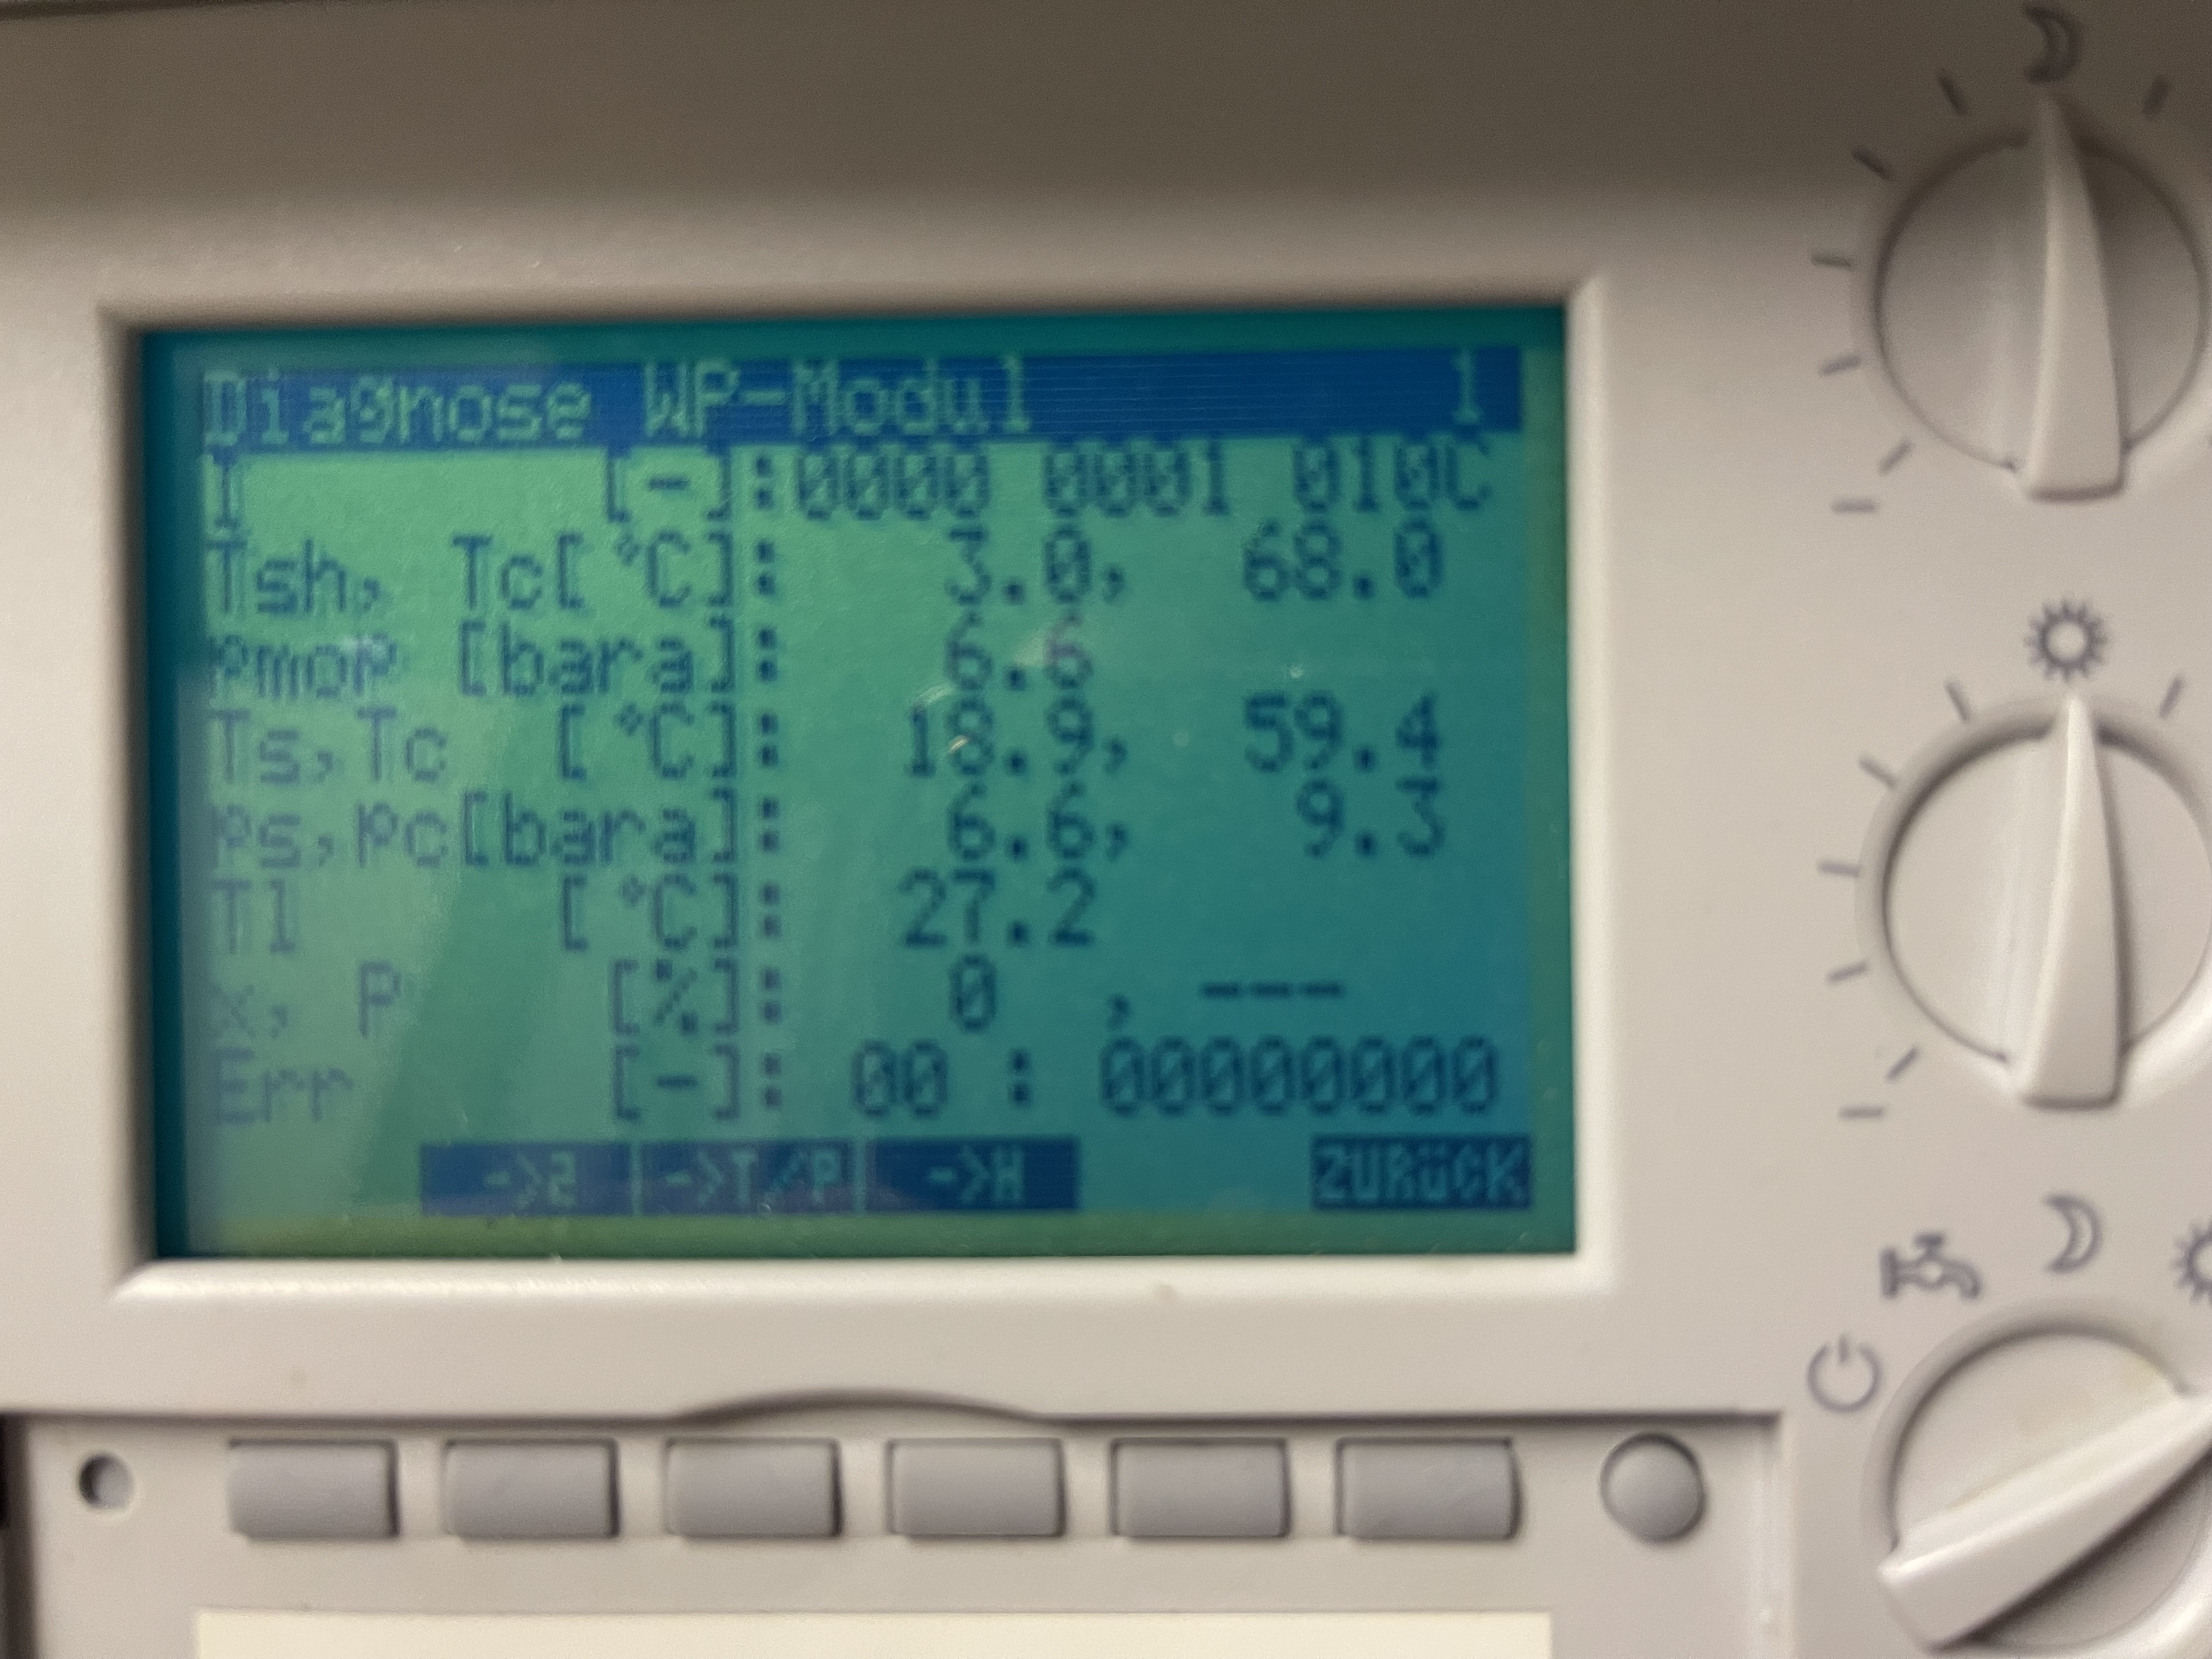 Diagnose WP-Modul 1
I [-]:0000 0001 010C
Tsh, Tc[°C]: 3.0, 68.0
pmop [bara]: 6.6
Ts,Tc [°C]: 18.9, 59.4
ps,pc[bara]: 6.6, 9.3
Tl [°C]: 27.2
x, P [%]: 0 , ---
Err [-]: 00 : 00000000
->2 ->T/P ->H ZURÜCK